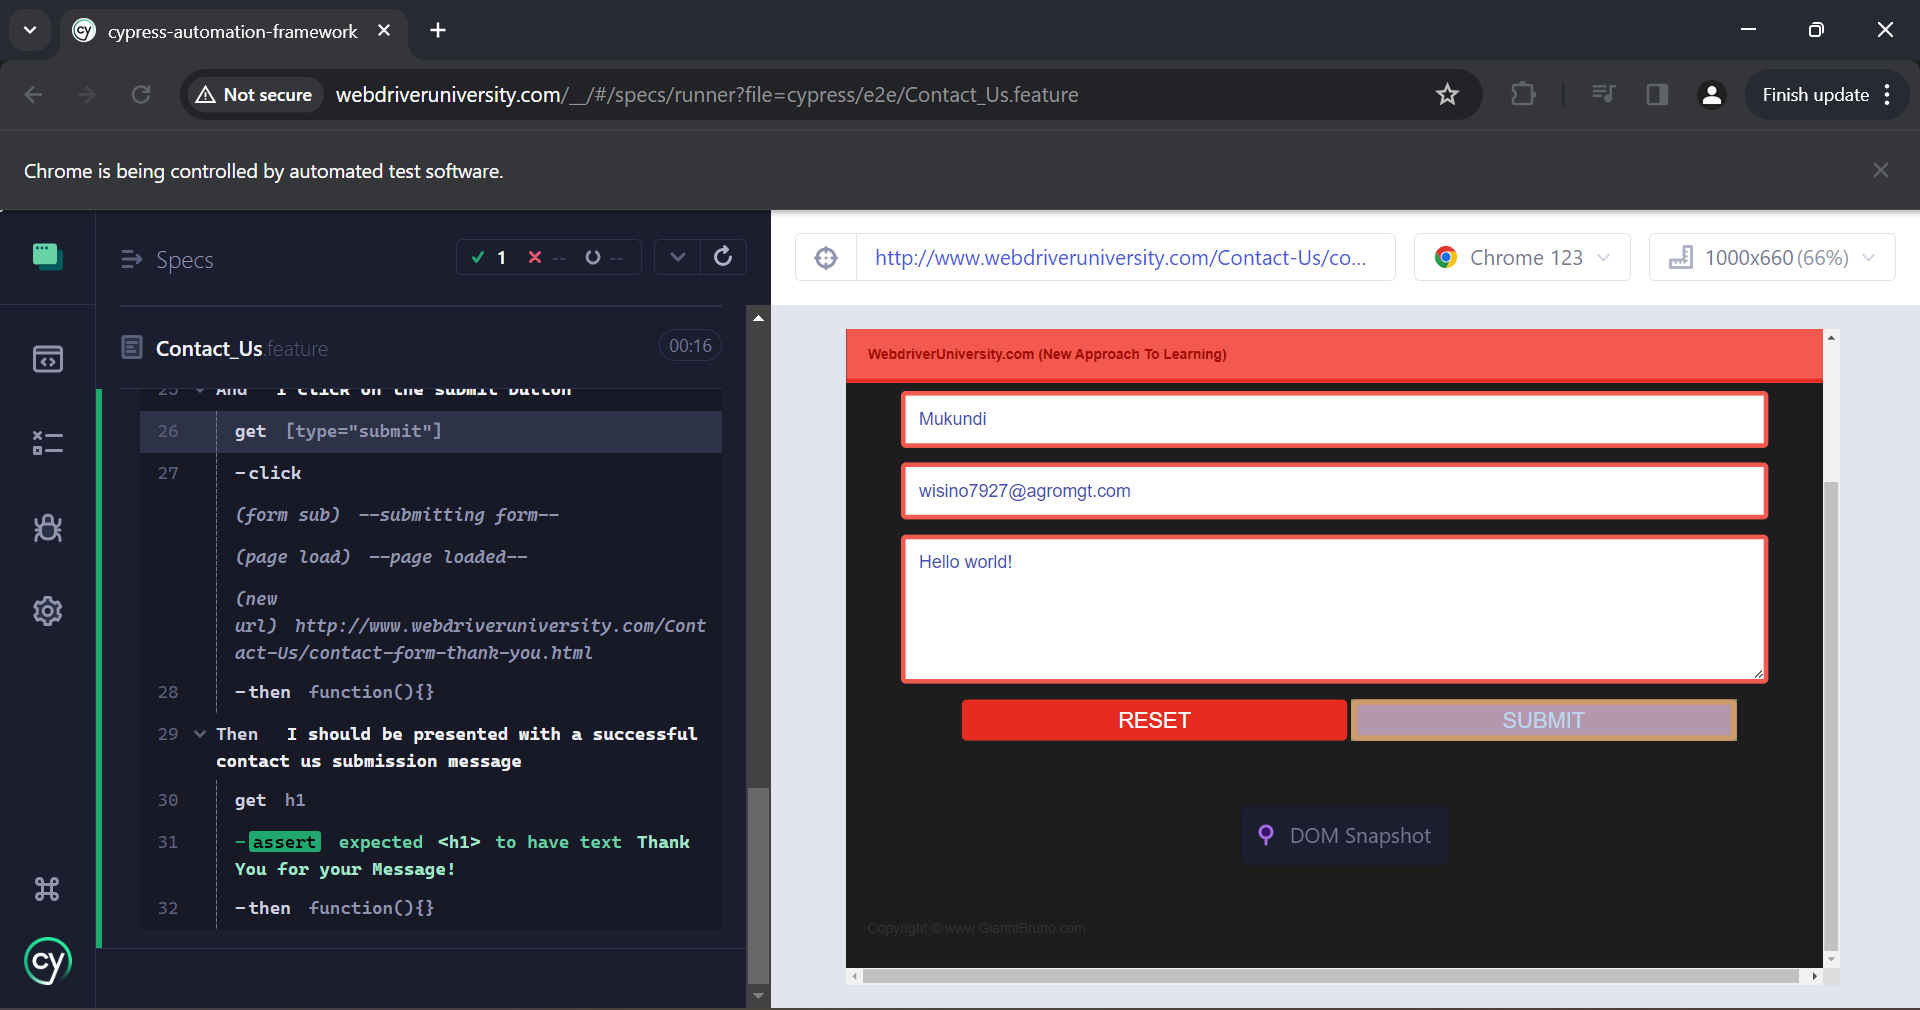 cypress-automation-framework
Not secure webdriveruniversity.com/__/#/specs/runner?file=cypress/e2e/Contact_Us.feature
Finish update
Chrome is being controlled by automated test software.
Specs
1 -- --
http://www.webdriveruniversity.com/Contact-Us/co...
Chrome 123
1000x660 (66%)
Contact_Us.feature
00:16
25 And I click on the submit button
26 get [type="submit"]
27 -click
(form sub) --submitting form--
(page load) --page loaded--
(new
url) http://www.webdriveruniversity.com/Cont
act-Us/contact-form-thank-you.html
28 -then function(){}
29 Then I should be presented with a successful
contact us submission message
30 get h1
31 -assert expected <h1> to have text Thank
You for your Message!
32 -then function(){}
cy
WebdriverUniversity.com (New Approach To Learning)
Mukundi
wisino7927@agromgt.com
Hello world!
RESET
SUBMIT
DOM Snapshot
Copyright © www.GianniBruno.com